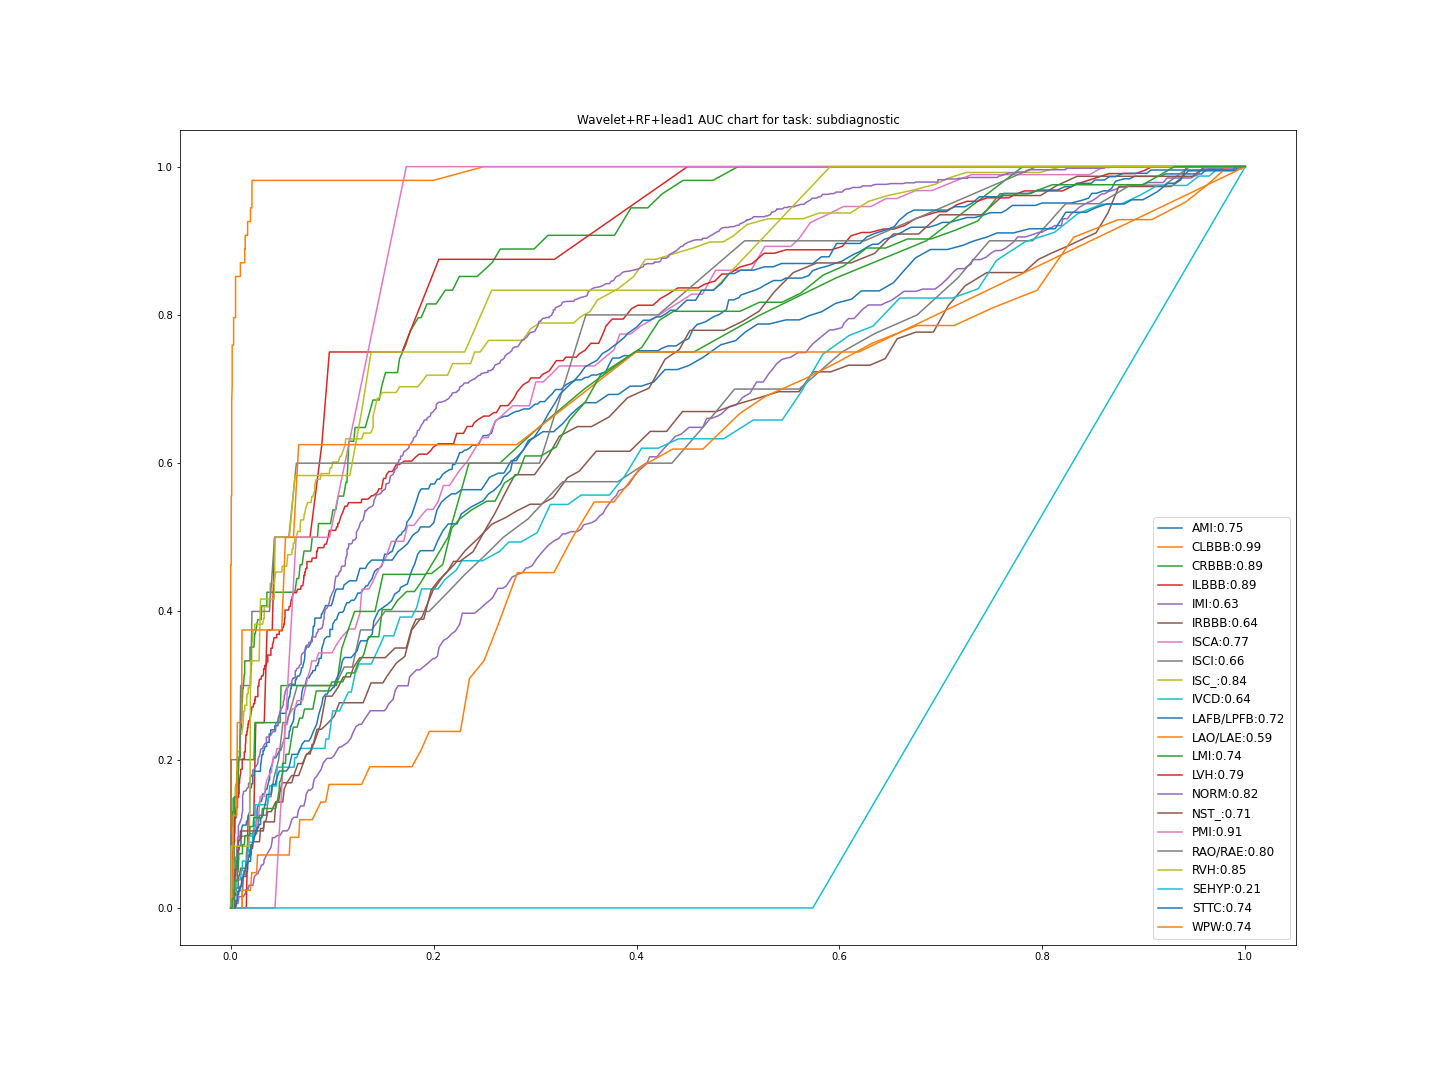 Wavelet+RF+lead1 AUC chart for task: subdiagnostic
1.0
0.8
0.6
0.4
0.2
0.0
0.0 0.2 0.4 0.6 0.8 1.0
AMI:0.75
CLBBB:0.99
CRBBB:0.89
ILBBB:0.89
IMI:0.63
IRBBB:0.64
ISCA:0.77
ISCI:0.66
ISC_:0.84
IVCD:0.64
LAFB/LPFB:0.72
LAO/LAE:0.59
LMI:0.74
LVH:0.79
NORM:0.82
NST_:0.71
PMI:0.91
RAO/RAE:0.80
RVH:0.85
SEHYP:0.21
STTC:0.74
WPW:0.74